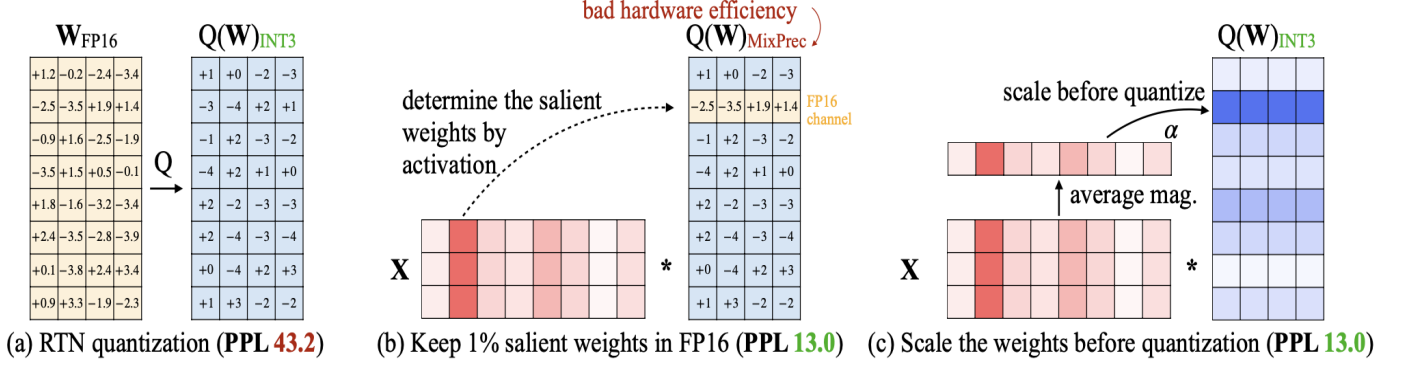 W_FP16
Q(W)_INT3
+1.2 −0.2 −2.4 −3.4
−2.5 −3.5 +1.9 +1.4
−0.9 +1.6 −2.5 −1.9
−3.5 +1.5 +0.5 −0.1
+1.8 −1.6 −3.2 −3.4
+2.4 −3.5 −2.8 −3.9
+0.1 −3.8 +2.4 +3.4
+0.9 +3.3 −1.9 −2.3
Q
+1 +0 −2 −3
−3 −4 +2 +1
−1 +2 −3 −2
−4 +2 +1 +0
+2 −2 −3 −3
+2 −4 −3 −4
+0 −4 +2 +3
+1 +3 −2 −2
(a) RTN quantization (PPL 43.2)
bad hardware efficiency
Q(W)_MixPrec
determine the salient
weights by
activation
+1 +0 −2 −3
−2.5 −3.5 +1.9 +1.4
−1 +2 −3 −2
−4 +2 +1 +0
+2 −2 −3 −3
+2 −4 −3 −4
+0 −4 +2 +3
+1 +3 −2 −2
FP16
channel
X
*
(b) Keep 1% salient weights in FP16 (PPL 13.0)
Q(W)_INT3
scale before quantize
α
average mag.
X
*
(c) Scale the weights before quantization (PPL 13.0)